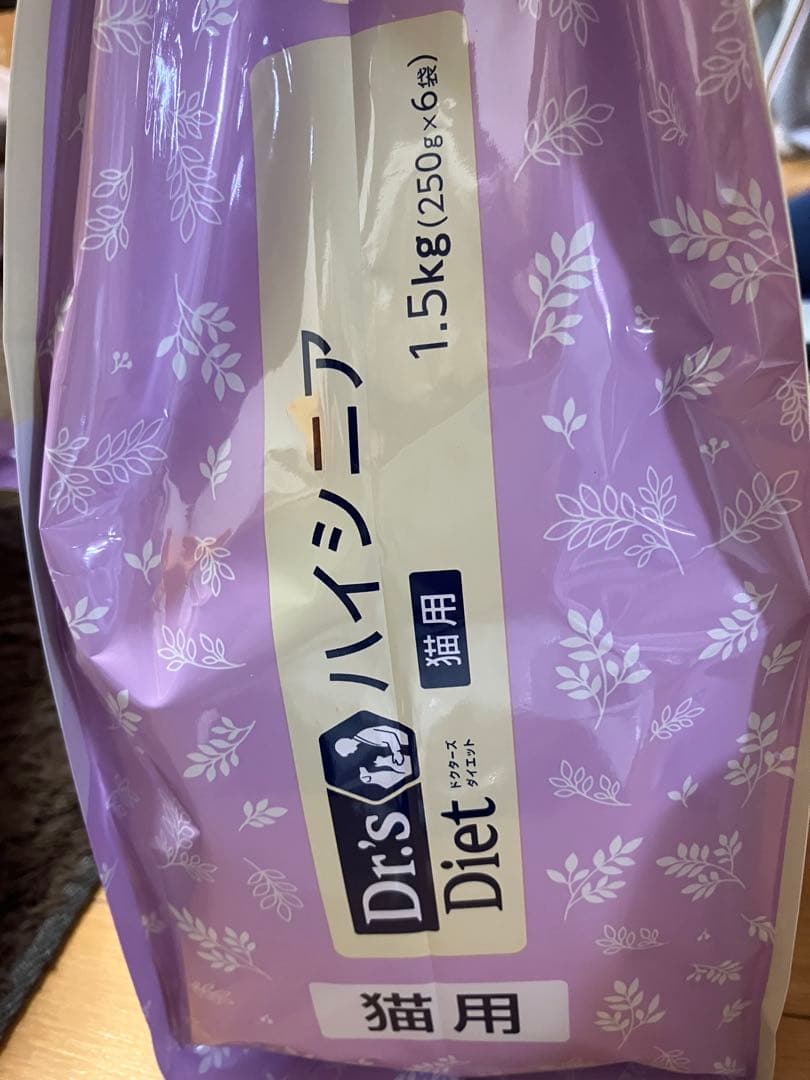 Dr.'s
Diet
ドクターズ
ダイエット
ハイシニア
猫用
1.5kg(250g×6袋)
猫用